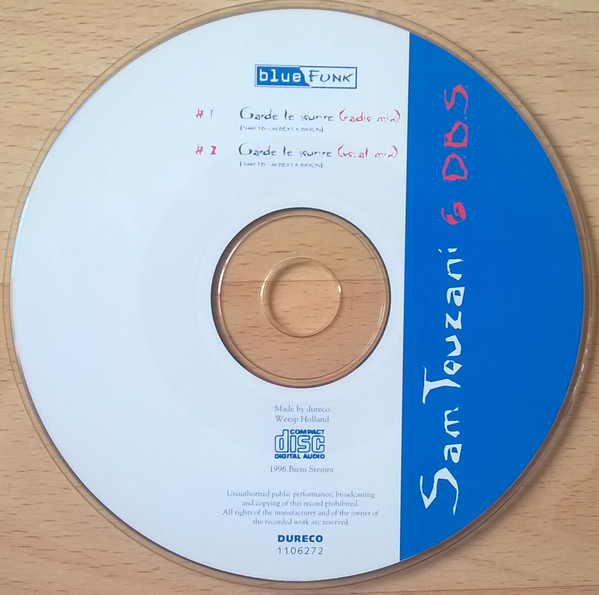 blue FUNK
# 1 Garde le sourire (radio mix)
# 2 Garde le sourire (vocal mix)
Sam Touzani & D.B.S.
Made by dureco
Weesp Holland
COMPACT
disc
DIGITAL AUDIO
1996 Biem Stemra
Unauthorized public performance, broadcasting
and copying of this record prohibited.
All rights of the manufacturer and of the owner of
the recorded work are reserved
DURECO
1106272